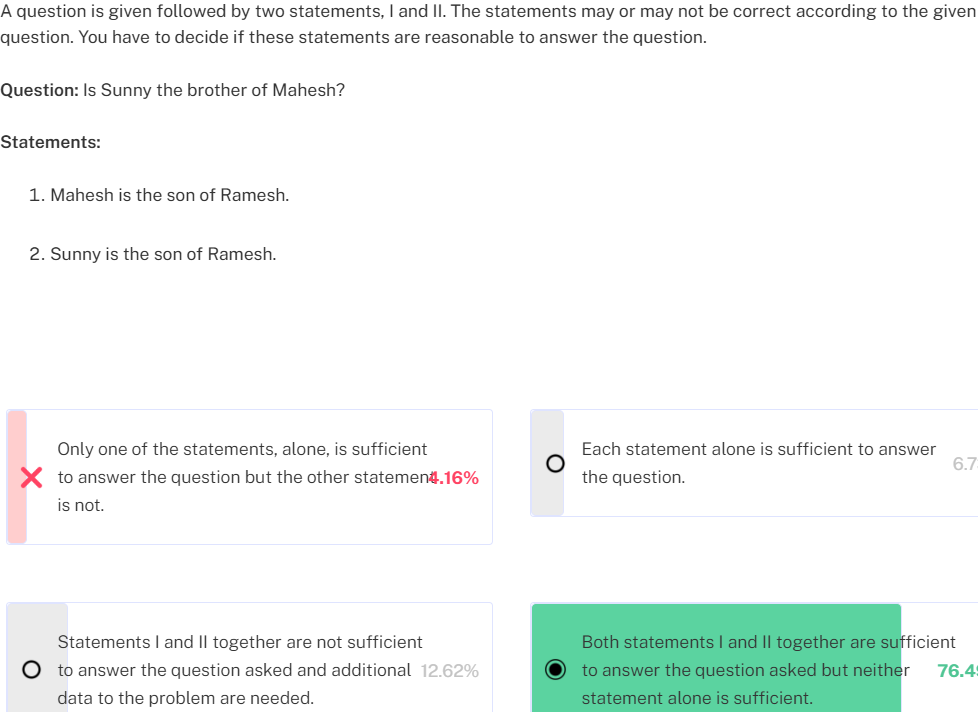 A question is given followed by two statements, I and II. The statements may or may not be correct according to the given
question. You have to decide if these statements are reasonable to answer the question.
Question: Is Sunny the brother of Mahesh?
Statements:
1. Mahesh is the son of Ramesh.
2. Sunny is the son of Ramesh.
Only one of the statements, alone, is sufficient
to answer the question but the other statement 4.16%
is not.
Each statement alone is sufficient to answer
the question.
6.7
Statements I and II together are not sufficient
to answer the question asked and additional 12.62%
data to the problem are needed.
Both statements I and II together are sufficient
to answer the question asked but neither 76.4
statement alone is sufficient.